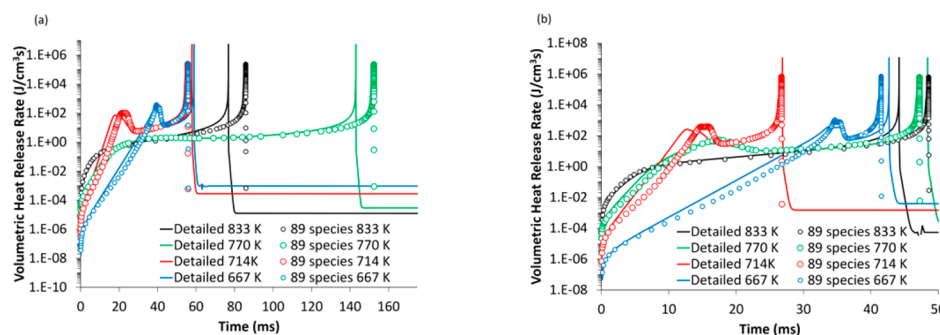 (a)
Volumetric Heat Release Rate (J/cm³s)
1.E+06
1.E+04
1.E+02
1.E+00
1.E-02
1.E-04
1.E-06
1.E-08
1.E-10
Detailed 833 K
89 species 833 K
Detailed 770 K
89 species 770 K
Detailed 714K
89 species 714 K
Detailed 667 K
89 species 667 K
0 20 40 60 80 100 120 140 160
Time (ms)
(b)
Volumetric Heat Release Rate (J/cm³s)
1.E+08
1.E+06
1.E+04
1.E+02
1.E+00
1.E-02
1.E-04
1.E-06
1.E-08
Detailed 833 K
89 species 833 K
Detailed 770 K
89 species 770 K
Detailed 714 K
89 species 714 K
Detailed 667 K
89 species 667 K
0 10 20 30 40 50
Time (ms)